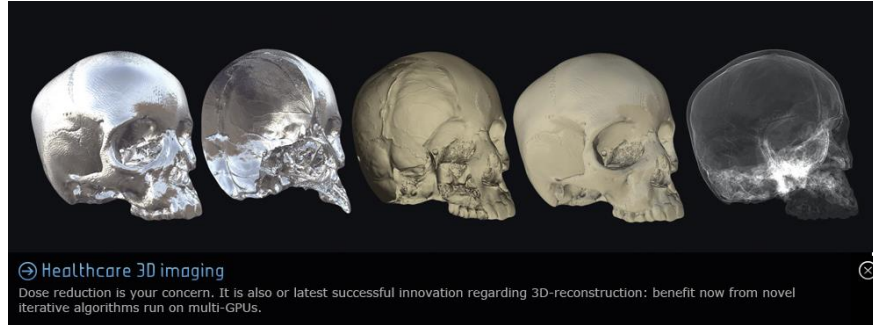 Healthcare 3D imaging
Dose reduction is your concern. It is also or latest successful innovation regarding 3D-reconstruction: benefit now from novel
iterative algorithms run on multi-GPUs.